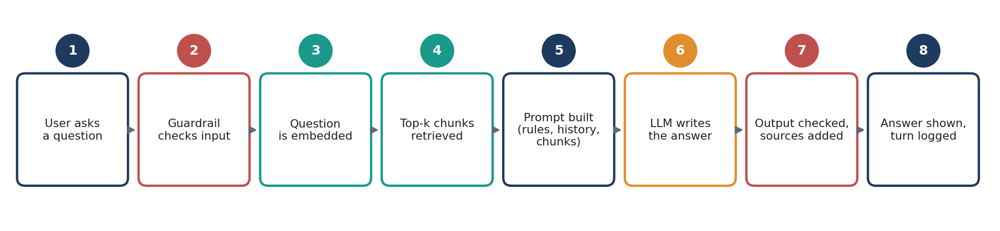 1
2
3
4
5
6
7
8
User asks
a question
Guardrail
checks input
Question
is embedded
Top-k chunks
retrieved
Prompt built
(rules, history,
chunks)
LLM writes
the answer
Output checked,
sources added
Answer shown,
turn logged